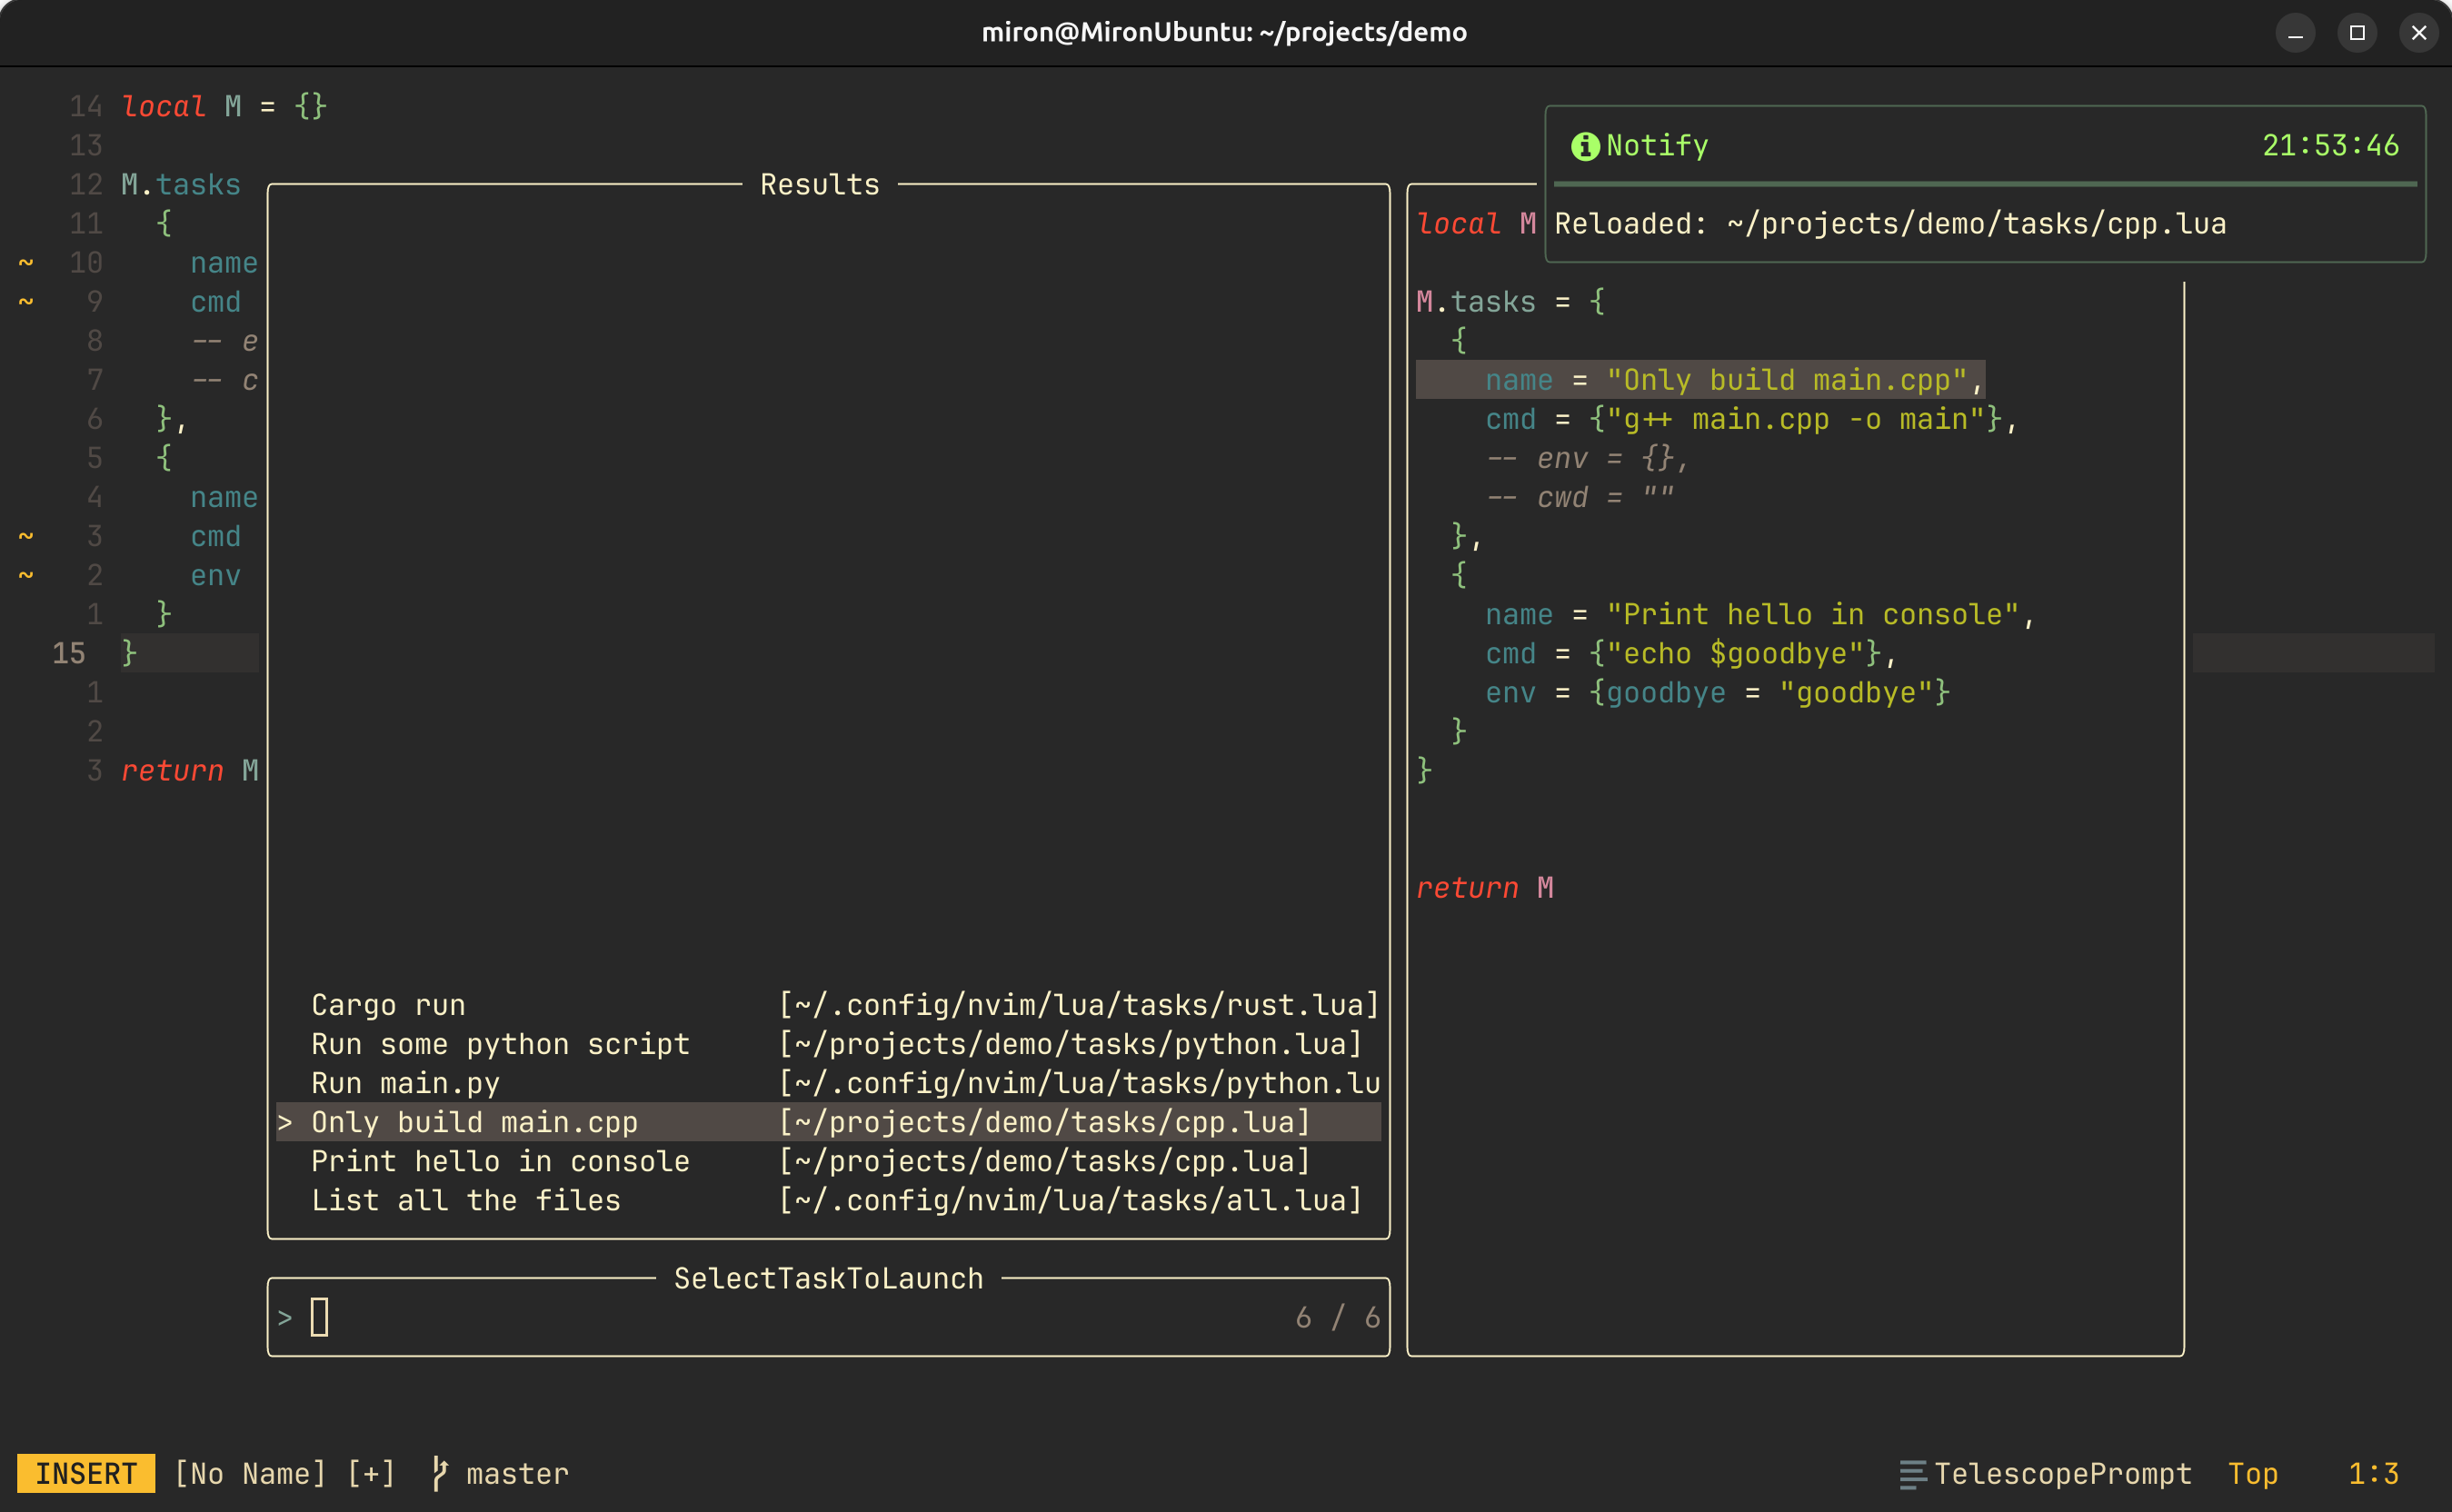 miron@MironUbuntu: ~/projects/demo
14 local M = {}
13
12 M.tasks
11 {
~ 10 name
~ 9 cmd
8 -- e
7 -- c
6 },
5 {
4 name
~ 3 cmd
~ 2 env
1 }
15 }
1
2
3 return M
Results
Cargo run [~/.config/nvim/lua/tasks/rust.lua]
Run some python script [~/projects/demo/tasks/python.lua]
Run main.py [~/.config/nvim/lua/tasks/python.lu
> Only build main.cpp [~/projects/demo/tasks/cpp.lua]
Print hello in console [~/projects/demo/tasks/cpp.lua]
List all the files [~/.config/nvim/lua/tasks/all.lua]
SelectTaskToLaunch
> 6 / 6
Notify 21:53:46
Reloaded: ~/projects/demo/tasks/cpp.lua
local M
M.tasks = {
{
name = "Only build main.cpp",
cmd = {"g++ main.cpp -o main"},
-- env = {},
-- cwd = ""
},
{
name = "Print hello in console",
cmd = {"echo $goodbye"},
env = {goodbye = "goodbye"}
}
}
return M
INSERT [No Name] [+] master TelescopePrompt Top 1:3